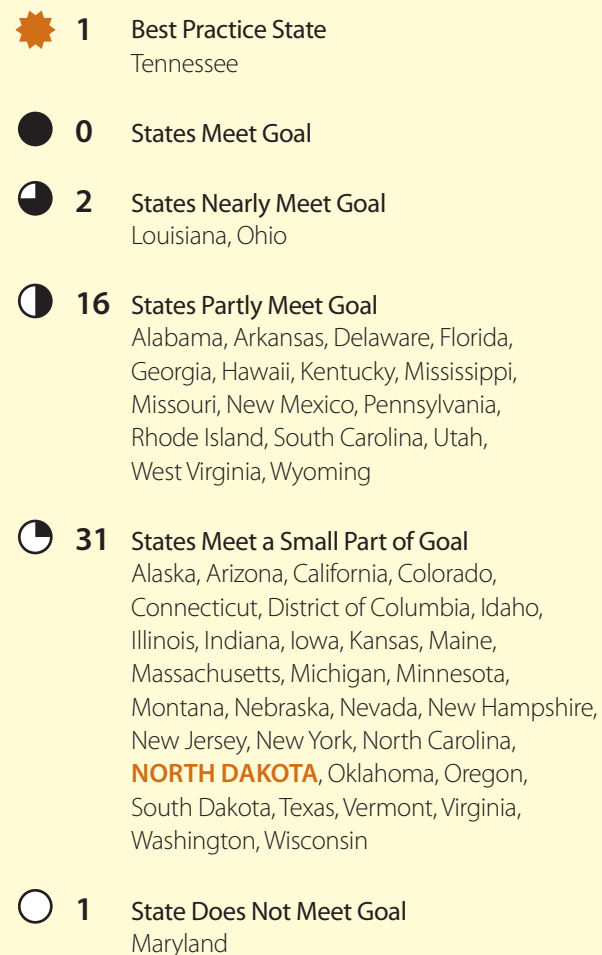 1 Best Practice State
Tennessee
0 States Meet Goal
2 States Nearly Meet Goal
Louisiana, Ohio
16 States Partly Meet Goal
Alabama, Arkansas, Delaware, Florida,
Georgia, Hawaii, Kentucky, Mississippi,
Missouri, New Mexico, Pennsylvania,
Rhode Island, South Carolina, Utah,
West Virginia, Wyoming
31 States Meet a Small Part of Goal
Alaska, Arizona, California, Colorado,
Connecticut, District of Columbia, Idaho,
Illinois, Indiana, Iowa, Kansas, Maine,
Massachusetts, Michigan, Minnesota,
Montana, Nebraska, Nevada, New Hampshire,
New Jersey, New York, North Carolina,
NORTH DAKOTA, Oklahoma, Oregon,
South Dakota, Texas, Vermont, Virginia,
Washington, Wisconsin
1 State Does Not Meet Goal
Maryland